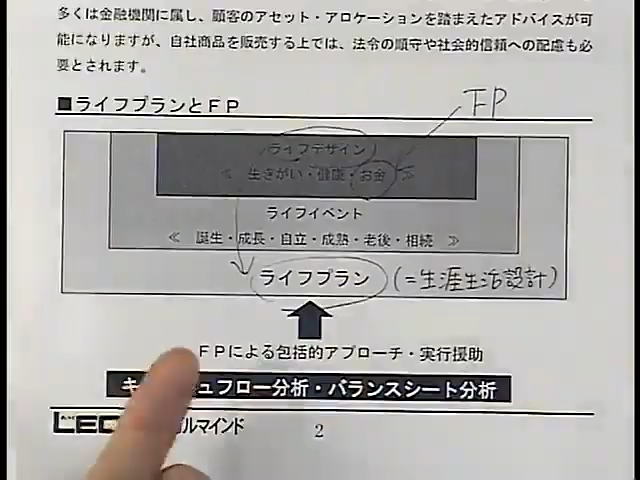 多くは金融機関に属し、顧客のアセット・アロケーションを踏まえたアドバイスが可
能になりますが、自社商品を販売する上では、法令の順守や社会的信頼への配慮も必
要とされます。
■ライフプランとFP
FP
ライフデザイン
≪ 生きがい・健康・お金 ≫
ライフイベント
≪ 誕生・成長・自立・成熟・老後・相続 ≫
ライフプラン (=生涯生活設計)
FPによる包括的アプローチ・実行援助
キ ュフロー分析・バランスシート分析
LEC ルマインド
2